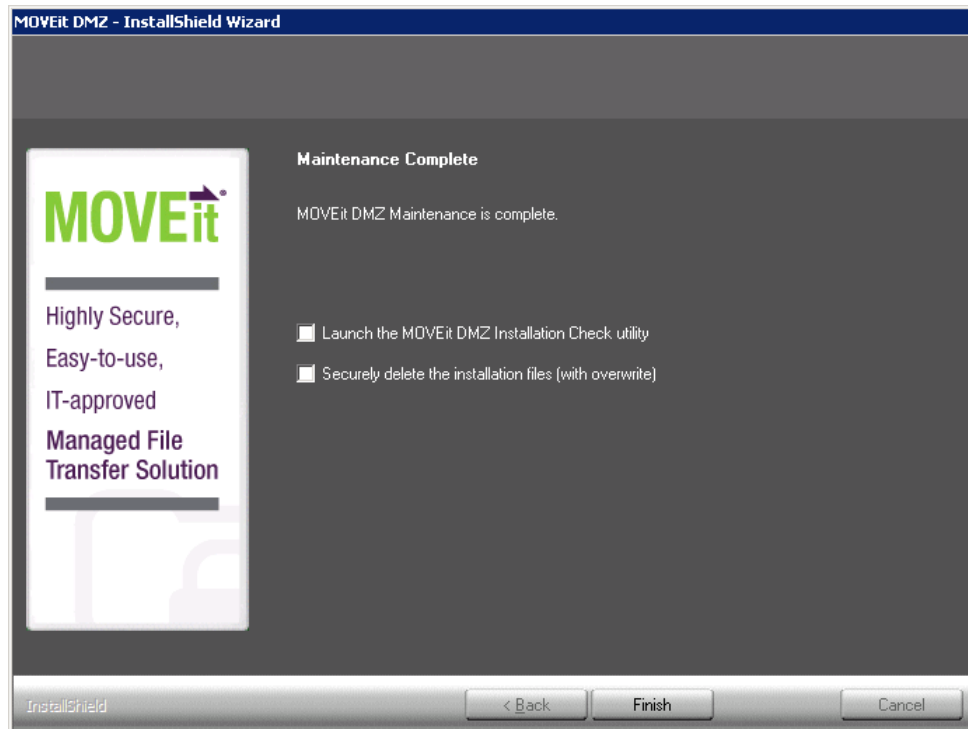 MOVEit DMZ - InstallShield Wizard
MOVEit®
Highly Secure,
Easy-to-use,
IT-approved
Managed File
Transfer Solution
Maintenance Complete
MOVEit DMZ Maintenance is complete.
Launch the MOVEit DMZ Installation Check utility
Securely delete the installation files (with overwrite)
InstallShield
< Back
Finish
Cancel